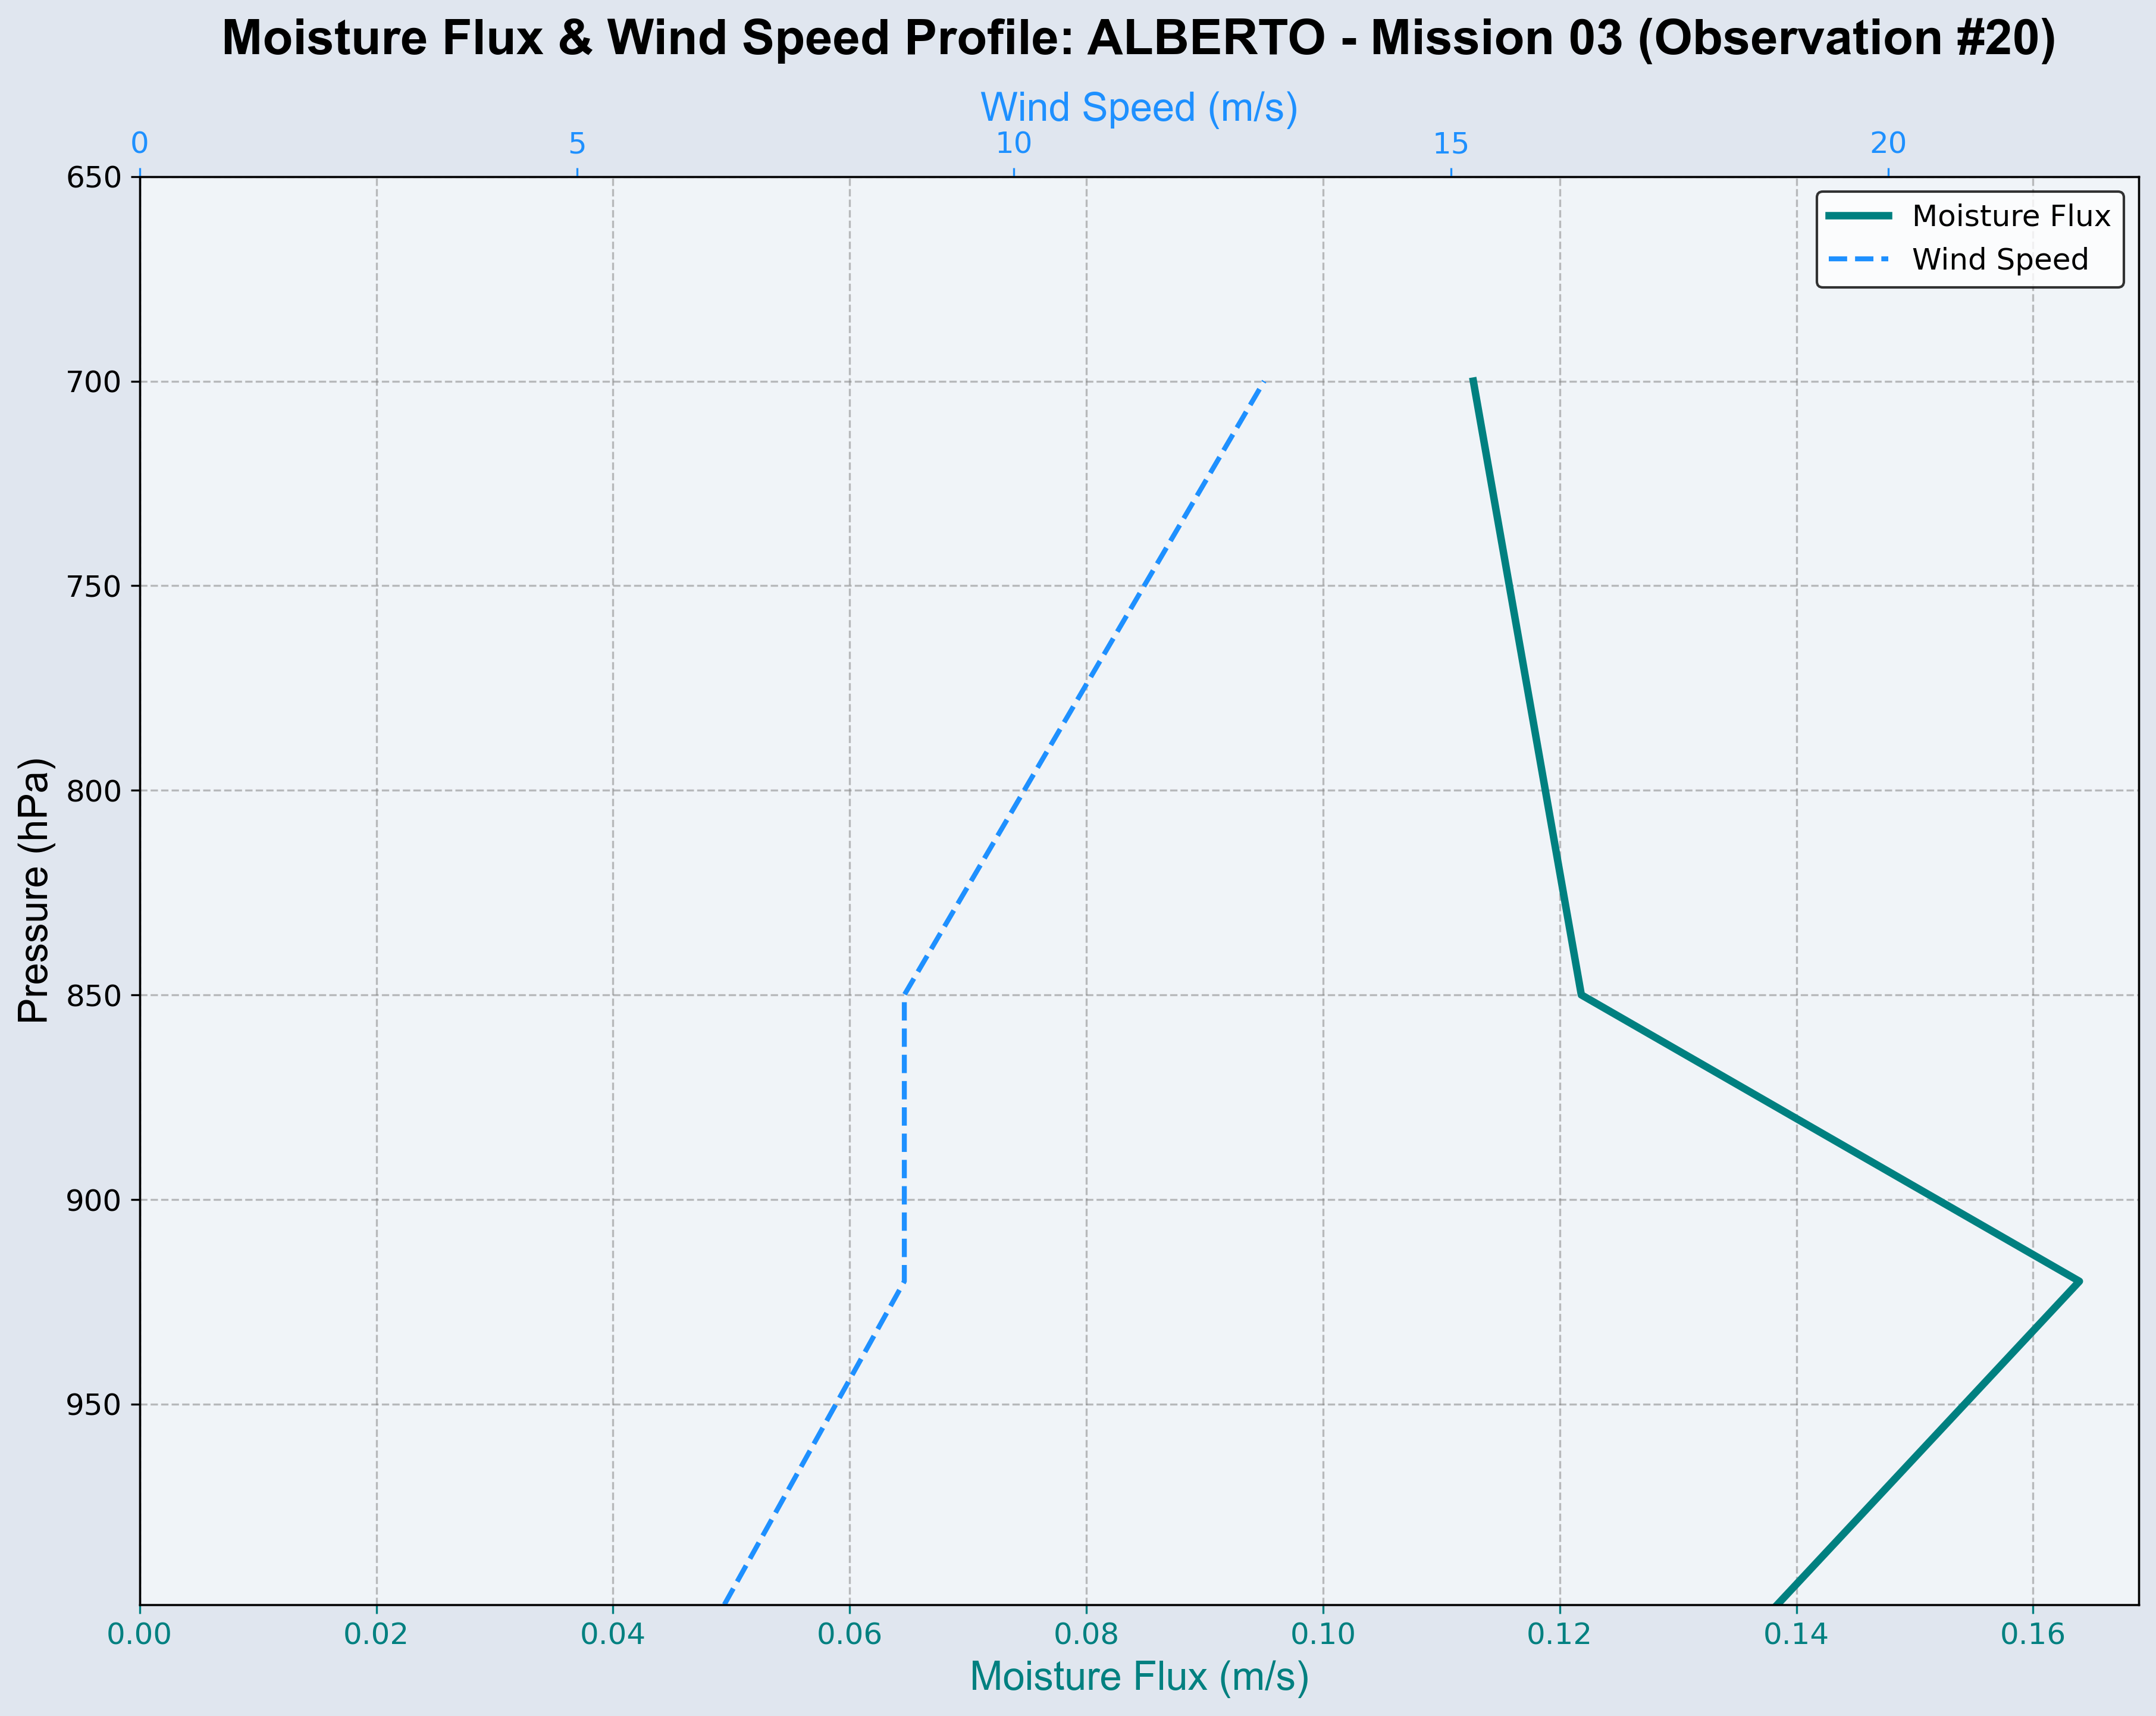 Moisture Flux & Wind Speed Profile: ALBERTO - Mission 03 (Observation #20)
Wind Speed (m/s)
0 5 10 15 20
Moisture Flux
Wind Speed
Pressure (hPa)
650
700
750
800
850
900
950
0.00 0.02 0.04 0.06 0.08 0.10 0.12 0.14 0.16
Moisture Flux (m/s)